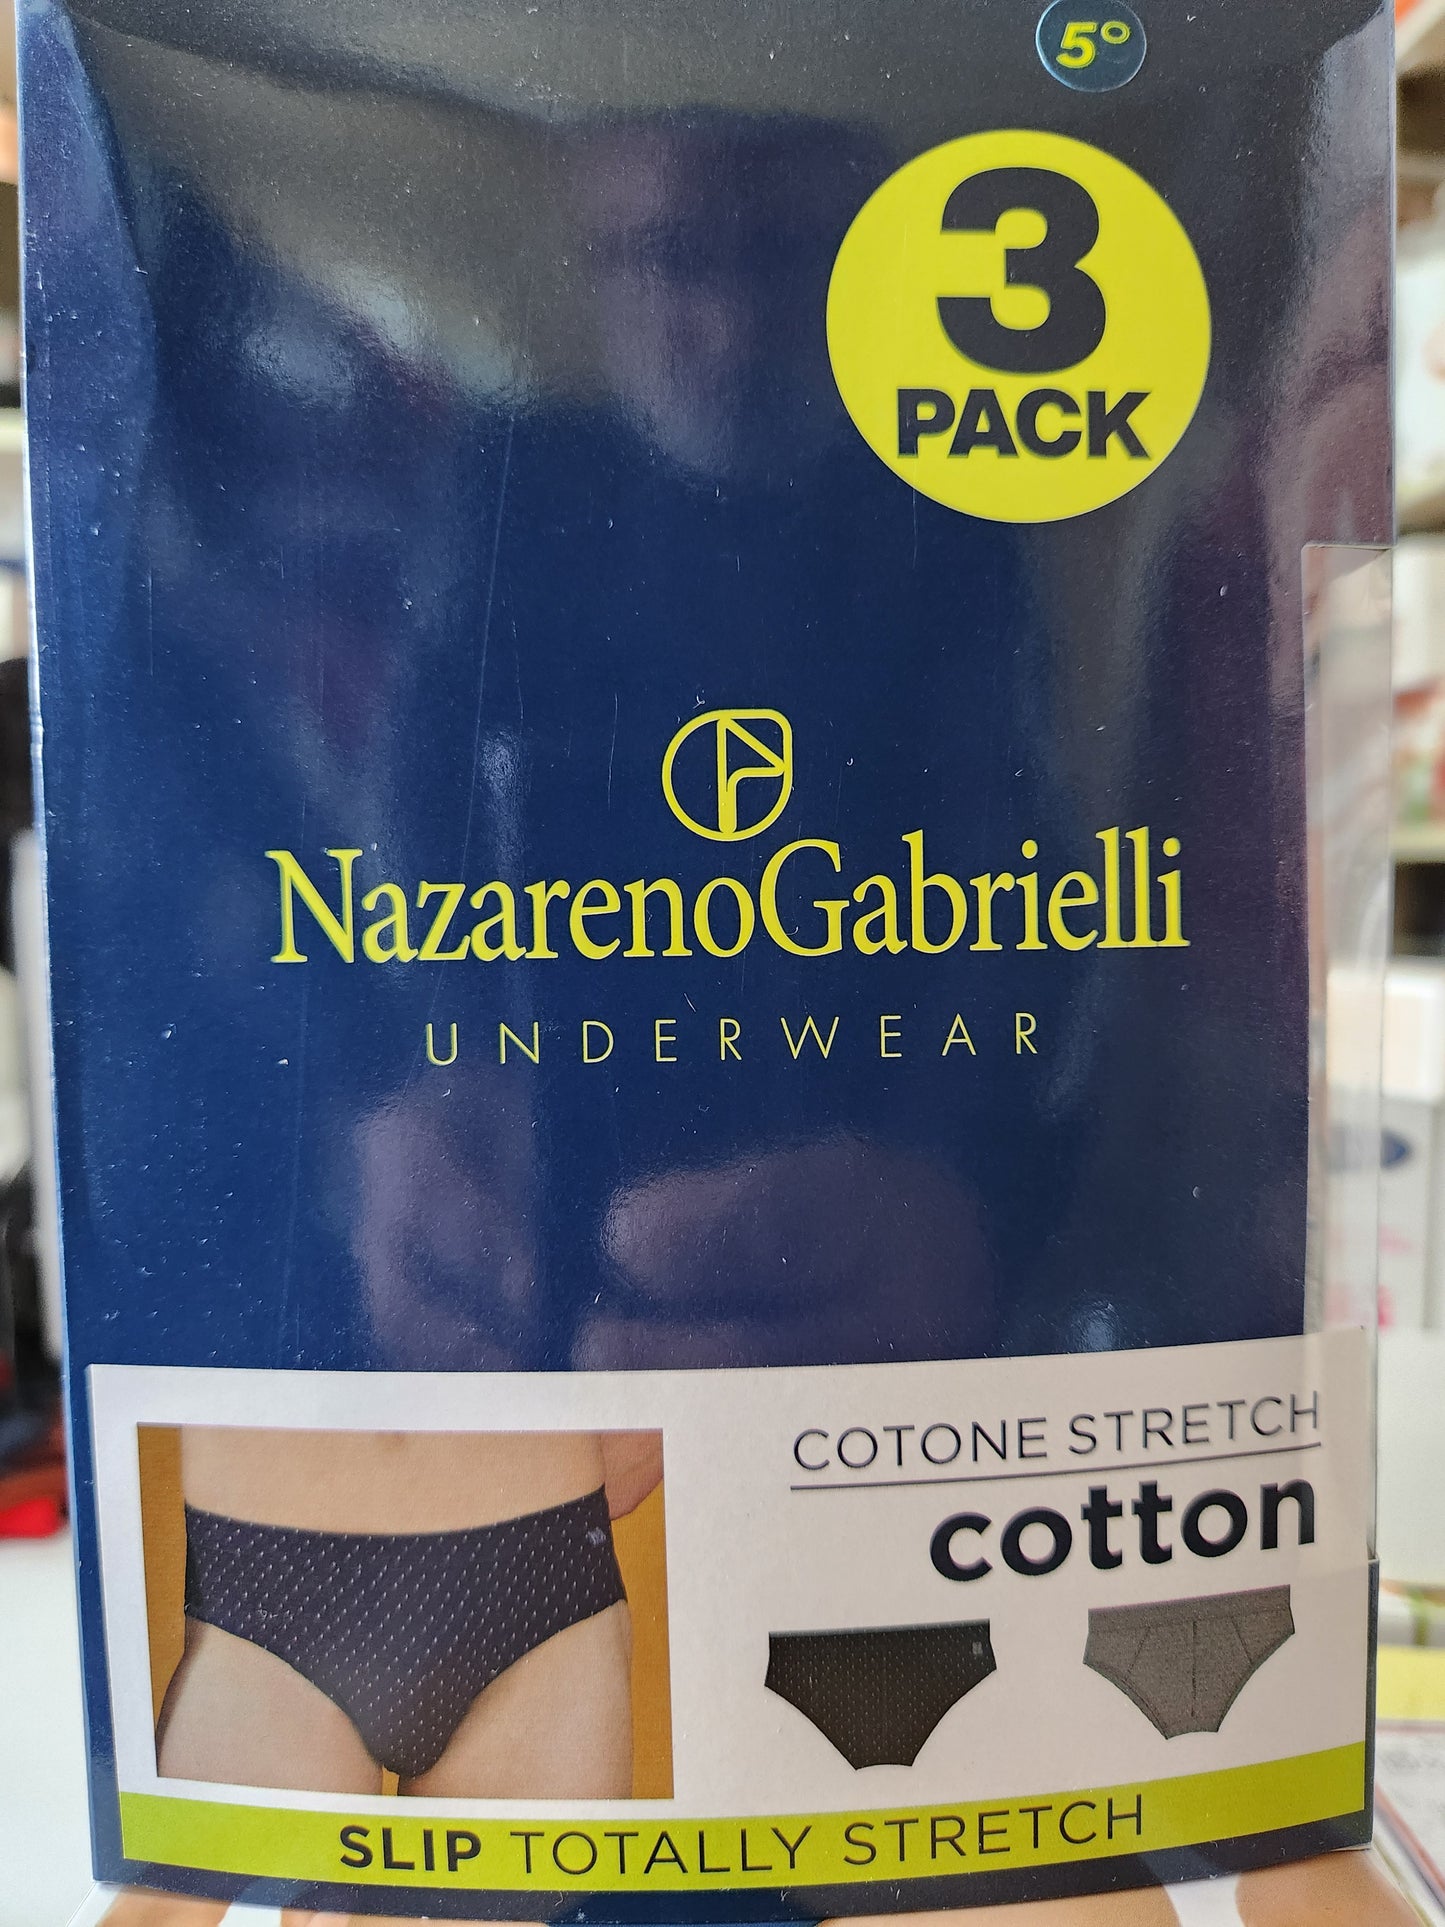 5°
3
PACK
NazarenoGabrielli
UNDERWEAR
COTONE STRETCH
cotton
SLIP TOTALLY STRETCH